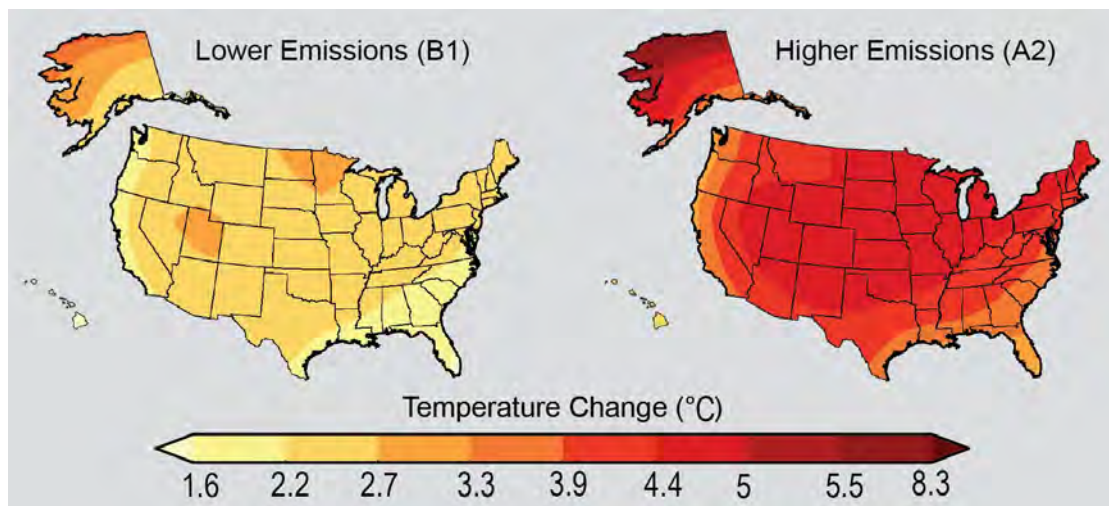 Lower Emissions (B1)
Higher Emissions (A2)
Temperature Change (°C)
1.6 2.2 2.7 3.3 3.9 4.4 5 5.5 8.3